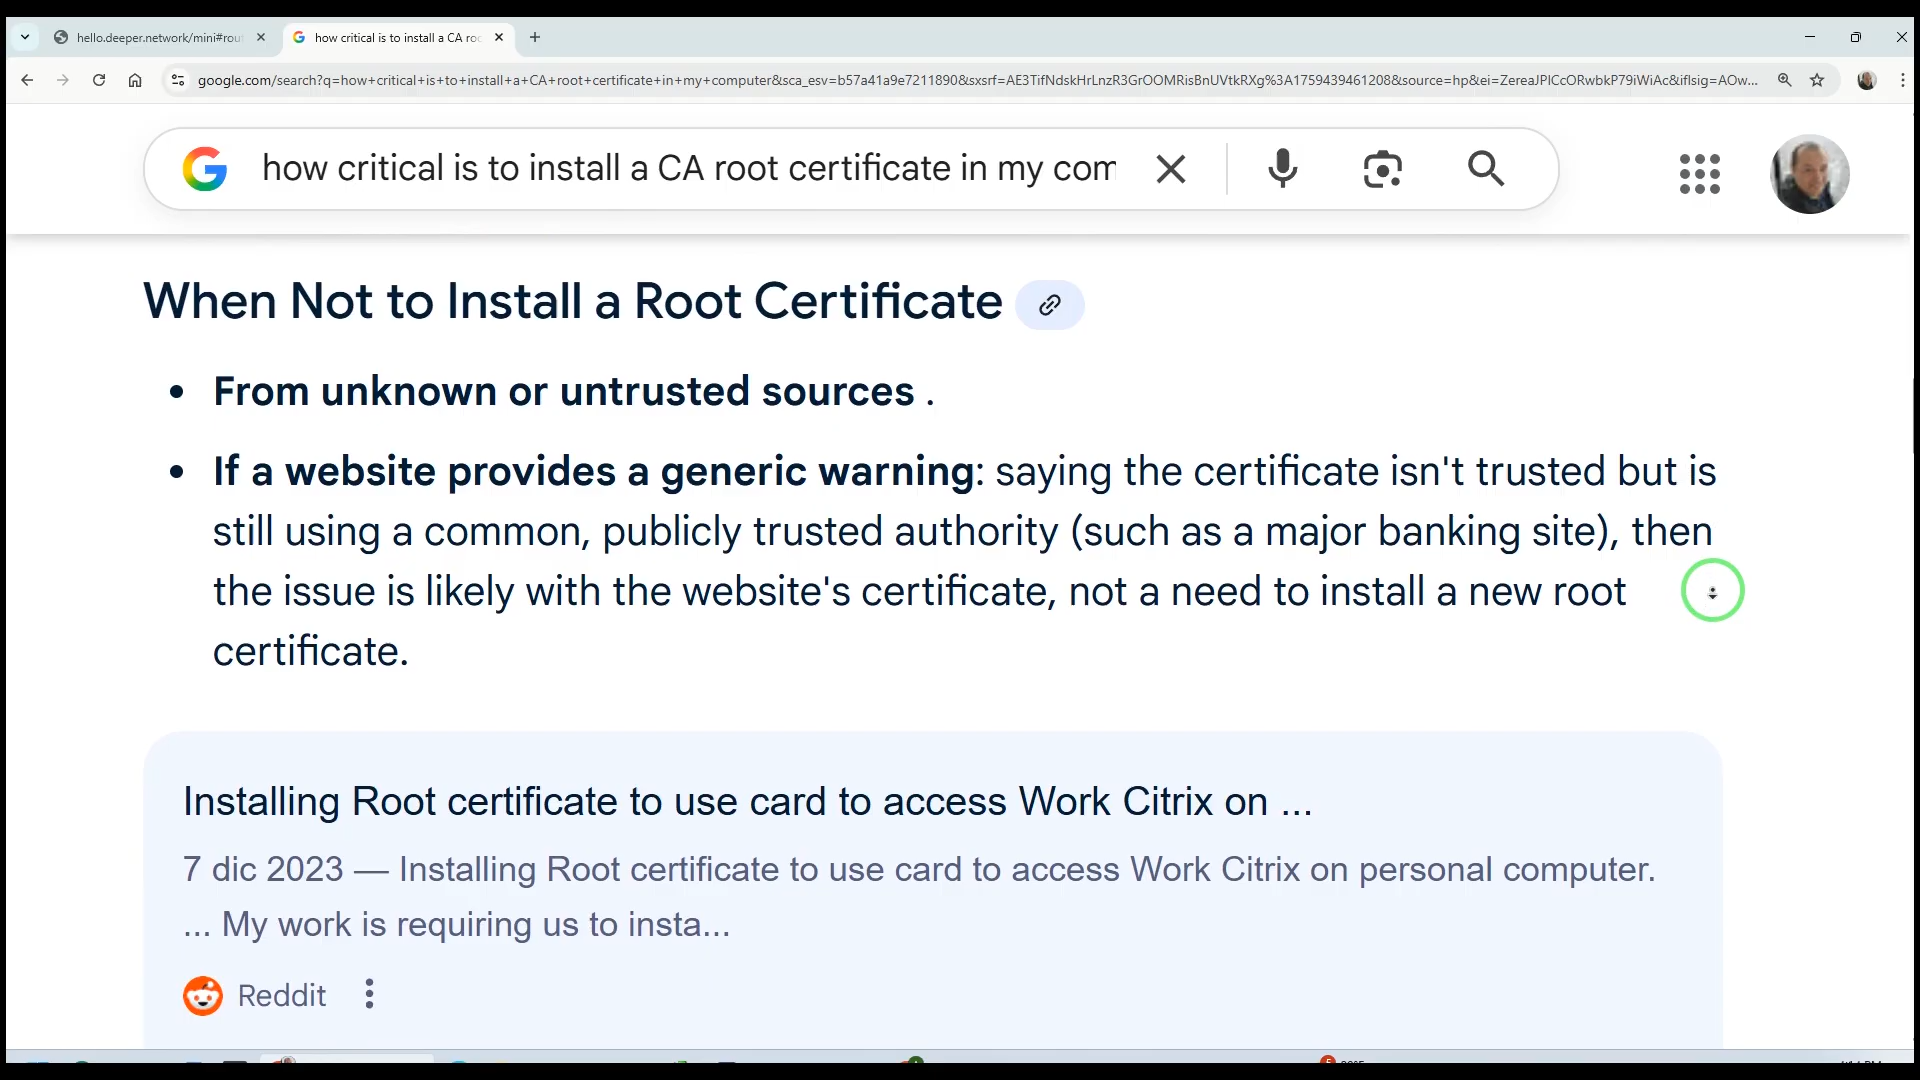 hello.deeper.network/mini#rou
how critical is to install a CA roo
google.com/search?q=how+critical+is+to+install+a+CA+root+certificate+in+my+computer&sca_esv=b57a41a9e7211890&sxsrf=AE3TifNdskHrLnzR3GrOOMRisBnUVtkRXg%3A1759439461208&source=hp&ei=ZereaJPlCcORwbkP79iWiAc&iflsig=AOw...
how critical is to install a CA root certificate in my com
When Not to Install a Root Certificate
• From unknown or untrusted sources .
• If a website provides a generic warning: saying the certificate isn't trusted but is
still using a common, publicly trusted authority (such as a major banking site), then
the issue is likely with the website's certificate, not a need to install a new root
certificate.
Installing Root certificate to use card to access Work Citrix on ...
7 dic 2023 — Installing Root certificate to use card to access Work Citrix on personal computer.
... My work is requiring us to insta...
Reddit